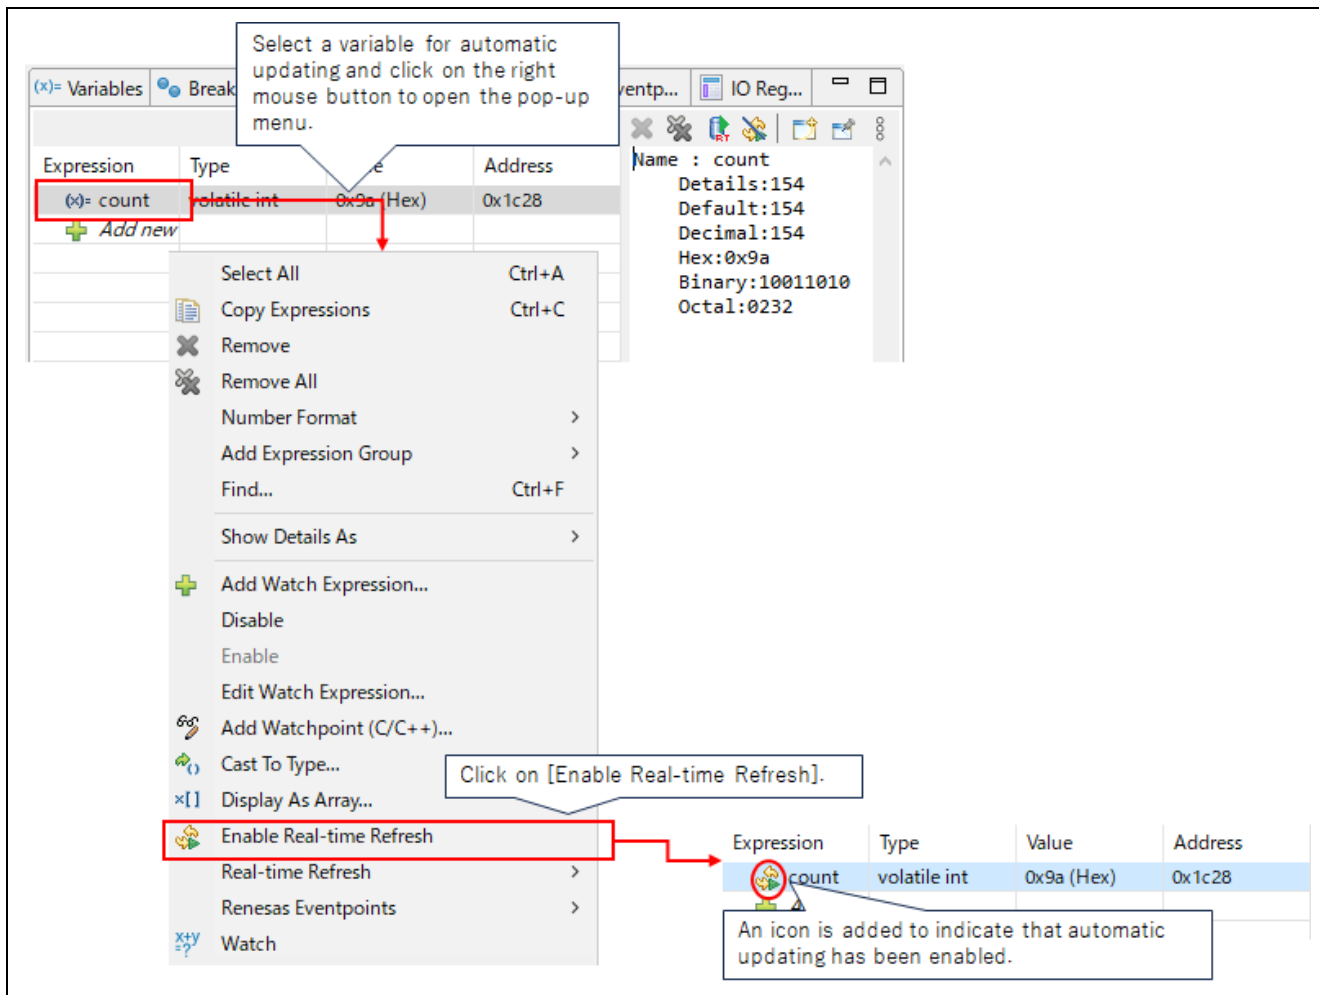 Select a variable for automatic
updating and click on the right
mouse button to open the pop-up
menu.
(x)= Variables Break ventp... IO Reg...
Expression Type Address
(x)= count volatile int 0x9a (Hex) 0x1c28
Add new
Name : count
Details:154
Default:154
Decimal:154
Hex:0x9a
Binary:10011010
Octal:0232
RT
Select All Ctrl+A
Copy Expressions Ctrl+C
Remove
Remove All
Number Format >
Add Expression Group >
Find... Ctrl+F
Show Details As >
Add Watch Expression...
Disable
Enable
Edit Watch Expression...
Add Watchpoint (C/C++)...
Cast To Type...
Click on [Enable Real-time Refresh].
×[] Display As Array...
Enable Real-time Refresh
Real-time Refresh >
Renesas Eventpoints >
x+y=? Watch
Expression Type Value Address
count volatile int 0x9a (Hex) 0x1c28
An icon is added to indicate that automatic
updating has been enabled.